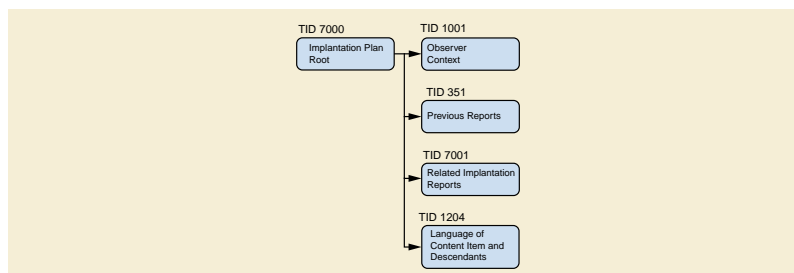 TID 7000
Implantation Plan
Root
TID 1001
Observer
Context
TID 351
Previous Reports
TID 7001
Related Implantation
Reports
TID 1204
Language of
Content Item and
Descendants